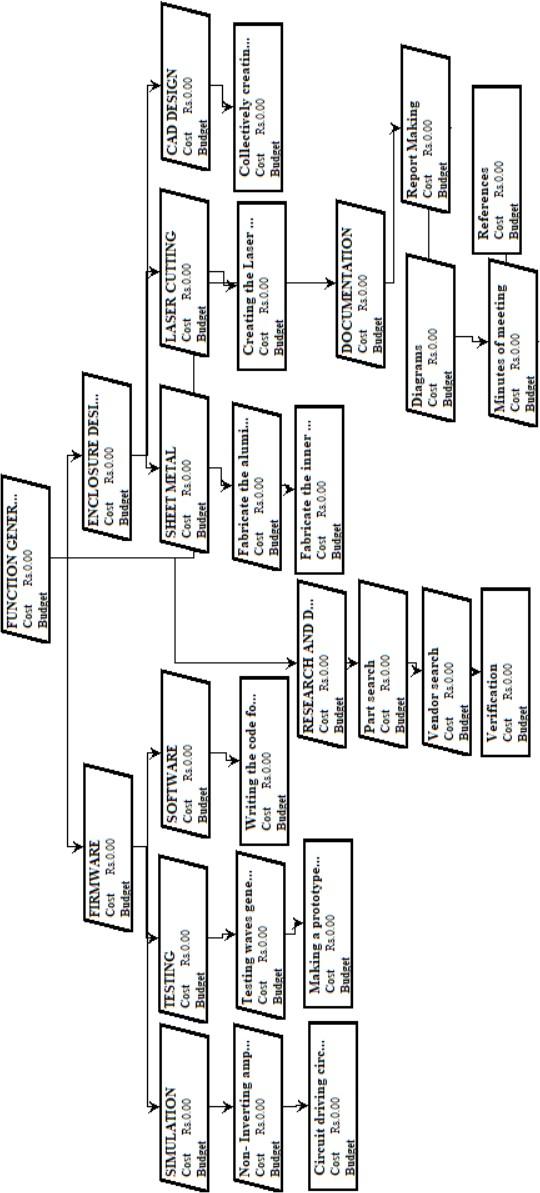 FUNCTION GENER...
Cost Rs.0.00
Budget
FIRMWARE
Cost Rs.0.00
Budget
ENCLOSURE DESI...
Cost Rs.0.00
Budget
SIMULATION
Cost Rs.0.00
Budget
TESTING
Cost Rs.0.00
Budget
SOFTWARE
Cost Rs.0.00
Budget
SHEET METAL
Cost Rs.0.00
Budget
LASER CUTTING
Cost Rs.0.00
Budget
CAD DESIGN
Cost Rs.0.00
Budget
Non- Inverting amp...
Cost Rs.0.00
Budget
Testing waves gene...
Cost Rs.0.00
Budget
Writing the code fo...
Cost Rs.0.00
Budget
Fabricate the alumi...
Cost Rs.0.00
Budget
Creating the Laser ...
Cost Rs.0.00
Budget
Collectively creatin...
Cost Rs.0.00
Budget
Circuit driving circ...
Cost Rs.0.00
Budget
Making a prototype...
Cost Rs.0.00
Budget
RESEARCH AND D...
Cost Rs.0.00
Budget
Fabricate the inner ...
Cost Rs.0.00
Budget
DOCUMENTATION
Cost Rs.0.00
Budget
Part search
Cost Rs.0.00
Budget
Diagrams
Cost Rs.0.00
Budget
Report Making
Cost Rs.0.00
Budget
Vendor search
Cost Rs.0.00
Budget
Minutes of meeting
Cost Rs.0.00
Budget
References
Cost Rs.0.00
Budget
Verification
Cost Rs.0.00
Budget